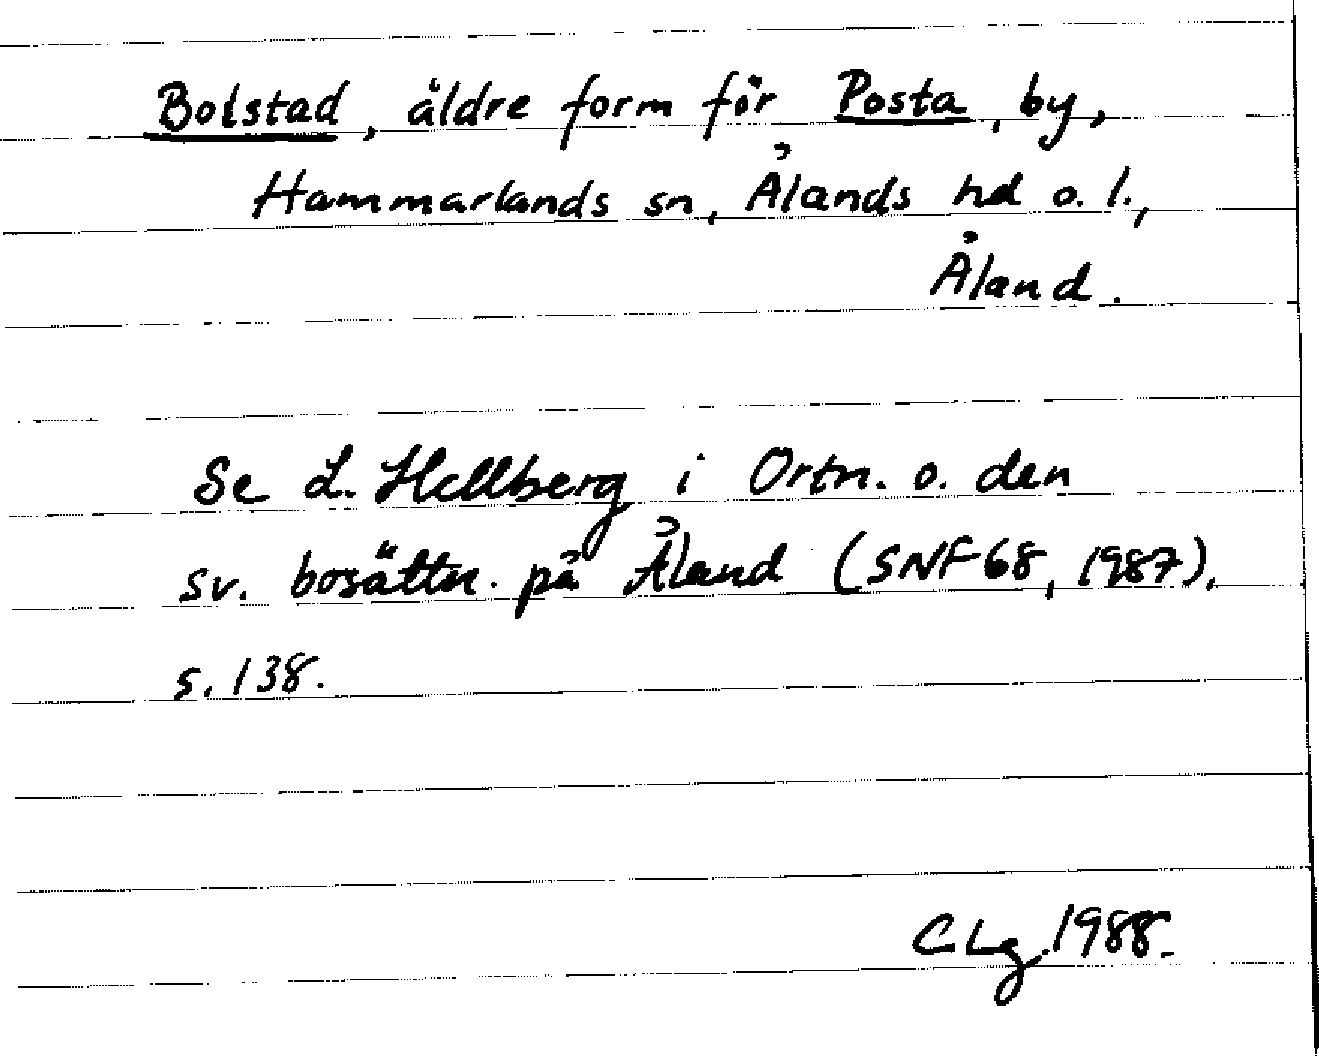 Bolstad, äldre form för Posta, by,
Hammarlands sn, Ålands hd o. l.,
Åland.
Se L. Hellberg i Ortn. o. den
sv. bosättn. på Åland (SNF 68, 1987),
s. 138.
CLg. 1988.